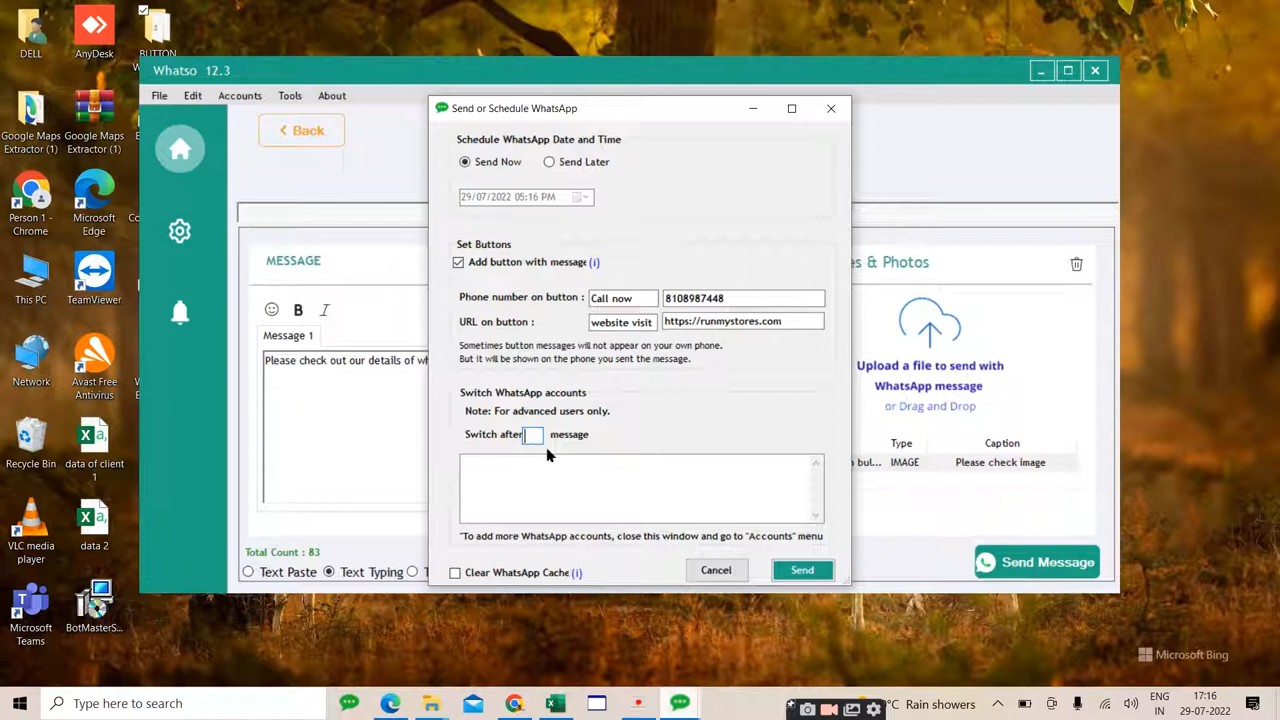 DELL
AnyDesk
BUTTON
Google Maps
Extractor (1)
Google Maps
Extractor (1)
Person 1 -
Chrome
Microsoft
Edge
This PC
TeamViewer
Network
Avast Free
Antivirus
Recycle Bin
data of client
1
VLC media
player
data 2
Microsoft
Teams
BotMasterS...
Whatso 12.3
File Edit Accounts Tools About
Back
MESSAGE
B I
Message 1
Please check out our details of
Total Count : 83
Text Paste Text Typing
Send or Schedule WhatsApp
Schedule WhatsApp Date and Time
Send Now Send Later
29/07/2022 05:16 PM
Set Buttons
Add button with message (i)
Phone number on button : Call now 8108987448
URL on button : website visit https://runmystores.com
Sometimes button messages will not appear on your own phone.
But it will be shown on the phone you sent the message.
Switch WhatsApp accounts
Note: For advanced users only.
Switch after message
"To add more WhatsApp accounts, close this window and go to "Accounts" menu
Clear WhatsApp Cache (i)
Cancel Send
& Photos
Upload a file to send with
WhatsApp message
or Drag and Drop
Type Caption
bul... IMAGE Please check image
Send Message
Microsoft Bing
Type here to search
°C Rain showers
ENG
IN
17:16
29-07-2022